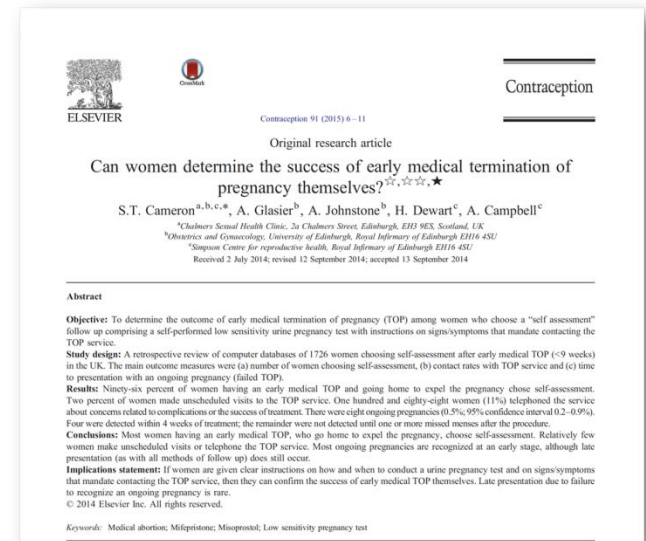 ELSEVIER
CrossMark
Contraception
Contraception 91 (2015) 6–11
Original research article
Can women determine the success of early medical termination of
pregnancy themselves?☆,☆☆,★
S.T. Cameron a,b,c,*, A. Glasier b, A. Johnstone b, H. Dewart c, A. Campbell c
a Chalmers Sexual Health Clinic, 2a Chalmers Street, Edinburgh, EH3 9ES, Scotland, UK
b Obstetrics and Gynaecology, University of Edinburgh, Royal Infirmary of Edinburgh EH16 4SU
c Simpson Centre for reproductive health, Royal Infirmary of Edinburgh EH16 4SU
Received 2 July 2014; revised 12 September 2014; accepted 13 September 2014
Abstract
Objective: To determine the outcome of early medical termination of pregnancy (TOP) among women who choose a “self assessment”
follow up comprising a self-performed low sensitivity urine pregnancy test with instructions on signs/symptoms that mandate contacting the
TOP service.
Study design: A retrospective review of computer databases of 1726 women choosing self-assessment after early medical TOP (<9 weeks)
in the UK. The main outcome measures were (a) number of women choosing self-assessment, (b) contact rates with TOP service and (c) time
to presentation with an ongoing pregnancy (failed TOP).
Results: Ninety-six percent of women having an early medical TOP and going home to expel the pregnancy chose self-assessment.
Two percent of women made unscheduled visits to the TOP service. One hundred and eighty-eight women (11%) telephoned the service
about concerns related to complications or the success of treatment. There were eight ongoing pregnancies (0.5%; 95% confidence interval 0.2–0.9%).
Four were detected within 4 weeks of treatment; the remainder were not detected until one or more missed menses after the procedure.
Conclusions: Most women having an early medical TOP, who go home to expel the pregnancy, choose self-assessment. Relatively few
women make unscheduled visits or telephone the TOP service. Most ongoing pregnancies are recognized at an early stage, although late
presentation (as with all methods of follow up) does still occur.
Implications statement: If women are given clear instructions on how and when to conduct a urine pregnancy test and on signs/symptoms
that mandate contacting the TOP service, then they can confirm the success of early medical TOP themselves. Late presentation due to failure
to recognize an ongoing pregnancy is rare.
© 2014 Elsevier Inc. All rights reserved.
Keywords: Medical abortion; Mifepristone; Misoprostol; Low sensitivity pregnancy test